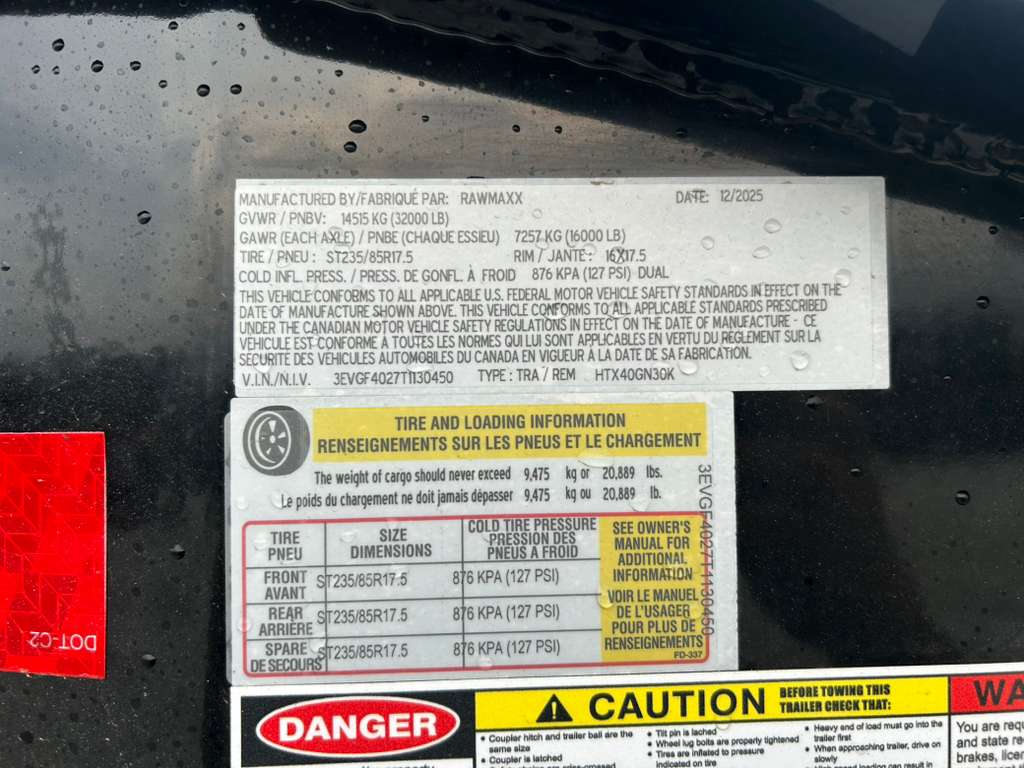 MANUFACTURED BY/FABRIQUÉ PAR: RAWMAXX DATE: 12/2025
GVWR / PNBV: 14515 KG (32000 LB)
GAWR (EACH AXLE) / PNBE (CHAQUE ESSIEU) 7257 KG (16000 LB)
TIRE / PNEU : ST235/85R17.5 RIM / JANTE : 16X17.5
COLD INFL. PRESS. / PRESS. DE GONFL. À FROID 876 KPA (127 PSI) DUAL
THIS VEHICLE CONFORMS TO ALL APPLICABLE U.S. FEDERAL MOTOR VEHICLE SAFETY STANDARDS IN EFFECT ON THE
DATE OF MANUFACTURE SHOWN ABOVE. THIS VEHICLE CONFORMS TO ALL APPLICABLE STANDARDS PRESCRIBED
UNDER THE CANADIAN MOTOR VEHICLE SAFETY REGULATIONS IN EFFECT ON THE DATE OF MANUFACTURE - CE
VEHICULE EST CONFORME À TOUTES LES NORMES QUI LUI SONT APPLICABLES EN VERTU DU RÈGLEMENT SUR LA
SÉCURITÉ DES VÉHICULES AUTOMOBILES DU CANADA EN VIGUEUR À LA DATE DE SA FABRICATION.
V.I.N./N.I.V. 3EVGF4027T1130450 TYPE : TRA / REM HTX40GN30K
TIRE AND LOADING INFORMATION
RENSEIGNEMENTS SUR LES PNEUS ET LE CHARGEMENT
The weight of cargo should never exceed 9,475 kg or 20,889 lbs.
Le poids du chargement ne doit jamais dépasser 9,475 kg ou 20,889 lb.
TIRE
PNEU
SIZE
DIMENSIONS
COLD TIRE PRESSURE
PRESSION DES
PNEUS A FROID
FRONT
AVANT
ST235/85R17.5 876 KPA (127 PSI)
REAR
ARRIÈRE
ST235/85R17.5 876 KPA (127 PSI)
SPARE
DE SECOURS
ST235/85R17.5 876 KPA (127 PSI)
SEE OWNER'S
MANUAL FOR
ADDITIONAL
INFORMATION
VOIR LE MANUEL
DE L'USAGER
POUR PLUS DE
RENSEIGNEMENTS
FD-337
3EVGF4027T1130450
DOT-C2
DANGER
CAUTION
BEFORE TOWING THIS
TRAILER CHECK THAT:
• Coupler hitch and trailer ball are the
same size
• Coupler is latched
• Tilt pin is lached
• Wheel lug bolts are properly tightened
• Tires are inflated to pressure
indicated on tire
• Heavy end of load must go into the
trailer first
• When approaching trailer, drive on
slowly
WA
You are requ
and state re
brakes, lice